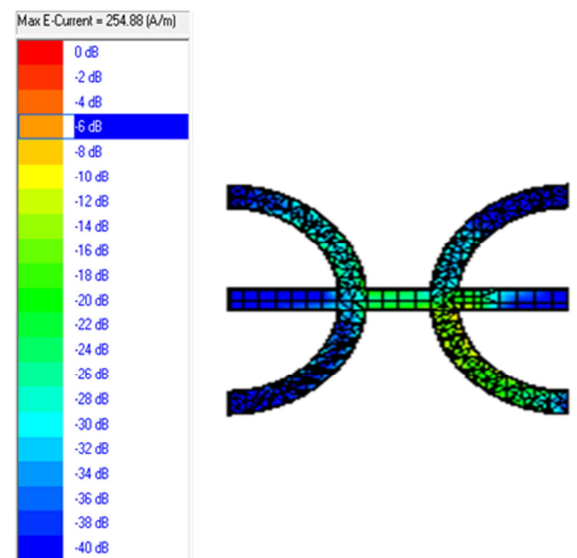 Max E-Current = 254.88 (A/m)
0 dB
-2 dB
-4 dB
-6 dB
-8 dB
-10 dB
-12 dB
-14 dB
-16 dB
-18 dB
-20 dB
-22 dB
-24 dB
-26 dB
-28 dB
-30 dB
-32 dB
-34 dB
-36 dB
-38 dB
-40 dB